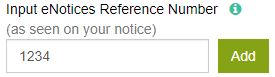 Input eNotices Reference Number i
(as seen on your notice)
1234 Add